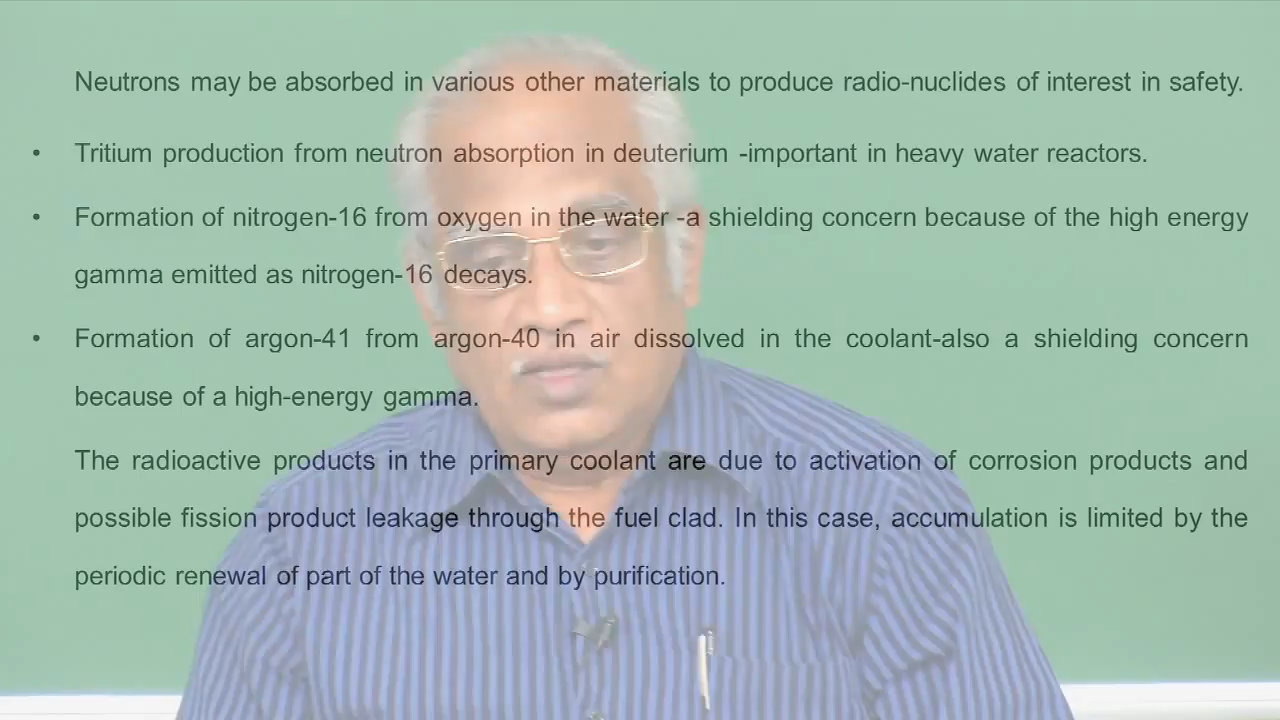 Neutrons may be absorbed in various other materials to produce radio-nuclides of interest in safety.
• Tritium production from neutron absorption in deuterium -important in heavy water reactors.
• Formation of nitrogen-16 from oxygen in the water -a shielding concern because of the high energy
gamma emitted as nitrogen-16 decays.
• Formation of argon-41 from argon-40 in air dissolved in the coolant-also a shielding concern
because of a high-energy gamma.
The radioactive products in the primary coolant are due to activation of corrosion products and
possible fission product leakage through the fuel clad. In this case, accumulation is limited by the
periodic renewal of part of the water and by purification.